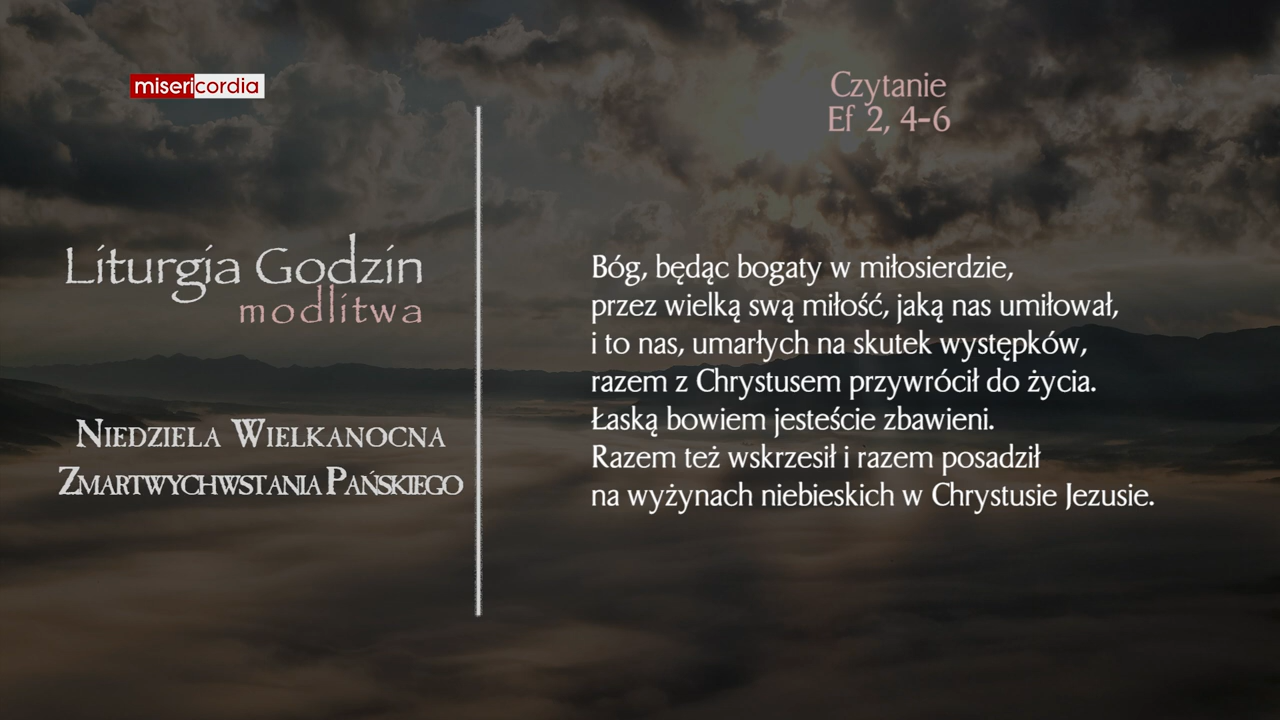 misericordia
Liturgia Godzin
modlitwa
Niedziela Wielkanocna
Zmartwychwstania Pańskiego
Czytanie
Ef 2, 4-6
Bóg, będąc bogaty w miłosierdzie,
przez wielką swą miłość, jaką nas umiłował,
i to nas, umarłych na skutek występków,
razem z Chrystusem przywrócił do życia.
Łaską bowiem jesteście zbawieni.
Razem też wskrzesił i razem posadził
na wyżynach niebieskich w Chrystusie Jezusie.